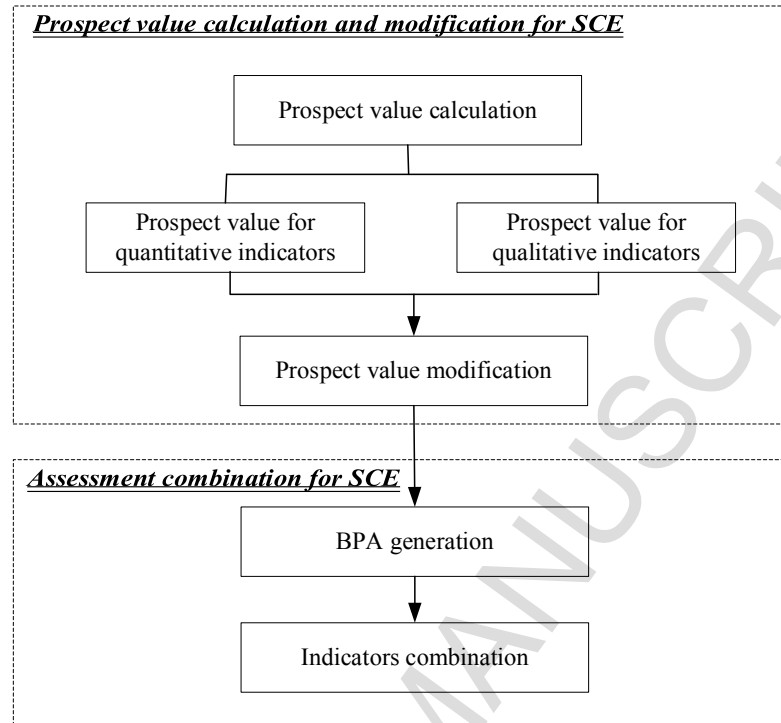 Prospect value calculation and modification for SCE
Prospect value calculation
Prospect value for
quantitative indicators
Prospect value for
qualitative indicators
Prospect value modification
Assessment combination for SCE
BPA generation
Indicators combination
MANUSCRI